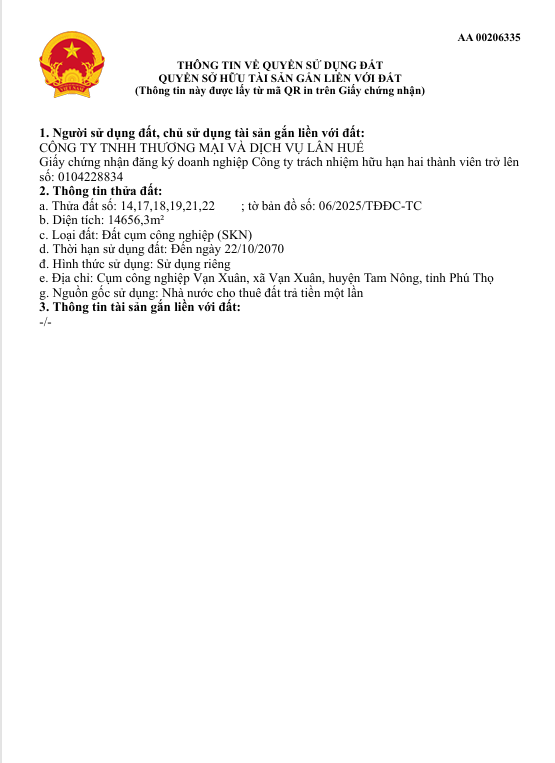 AA 00206335
THÔNG TIN VỀ QUYỀN SỬ DỤNG ĐẤT
QUYỀN SỞ HỮU TÀI SẢN GẮN LIỀN VỚI ĐẤT
(Thông tin này được lấy từ mã QR in trên Giấy chứng nhận)
1. Người sử dụng đất, chủ sử dụng tài sản gắn liền với đất:
CÔNG TY TNHH THƯƠNG MẠI VÀ DỊCH VỤ LÂN HUẾ
Giấy chứng nhận đăng ký doanh nghiệp Công ty trách nhiệm hữu hạn hai thành viên trở lên
số: 0104228834
2. Thông tin thửa đất:
a. Thửa đất số: 14,17,18,19,21,22 ; tờ bản đồ số: 06/2025/TĐĐC-TC
b. Diện tích: 14656,3m²
c. Loại đất: Đất cụm công nghiệp (SKN)
d. Thời hạn sử dụng đất: Đến ngày 22/10/2070
đ. Hình thức sử dụng: Sử dụng riêng
e. Địa chỉ: Cụm công nghiệp Vạn Xuân, xã Vạn Xuân, huyện Tam Nông, tỉnh Phú Thọ
g. Nguồn gốc sử dụng: Nhà nước cho thuê đất trả tiền một lần
3. Thông tin tài sản gắn liền với đất:
-/-